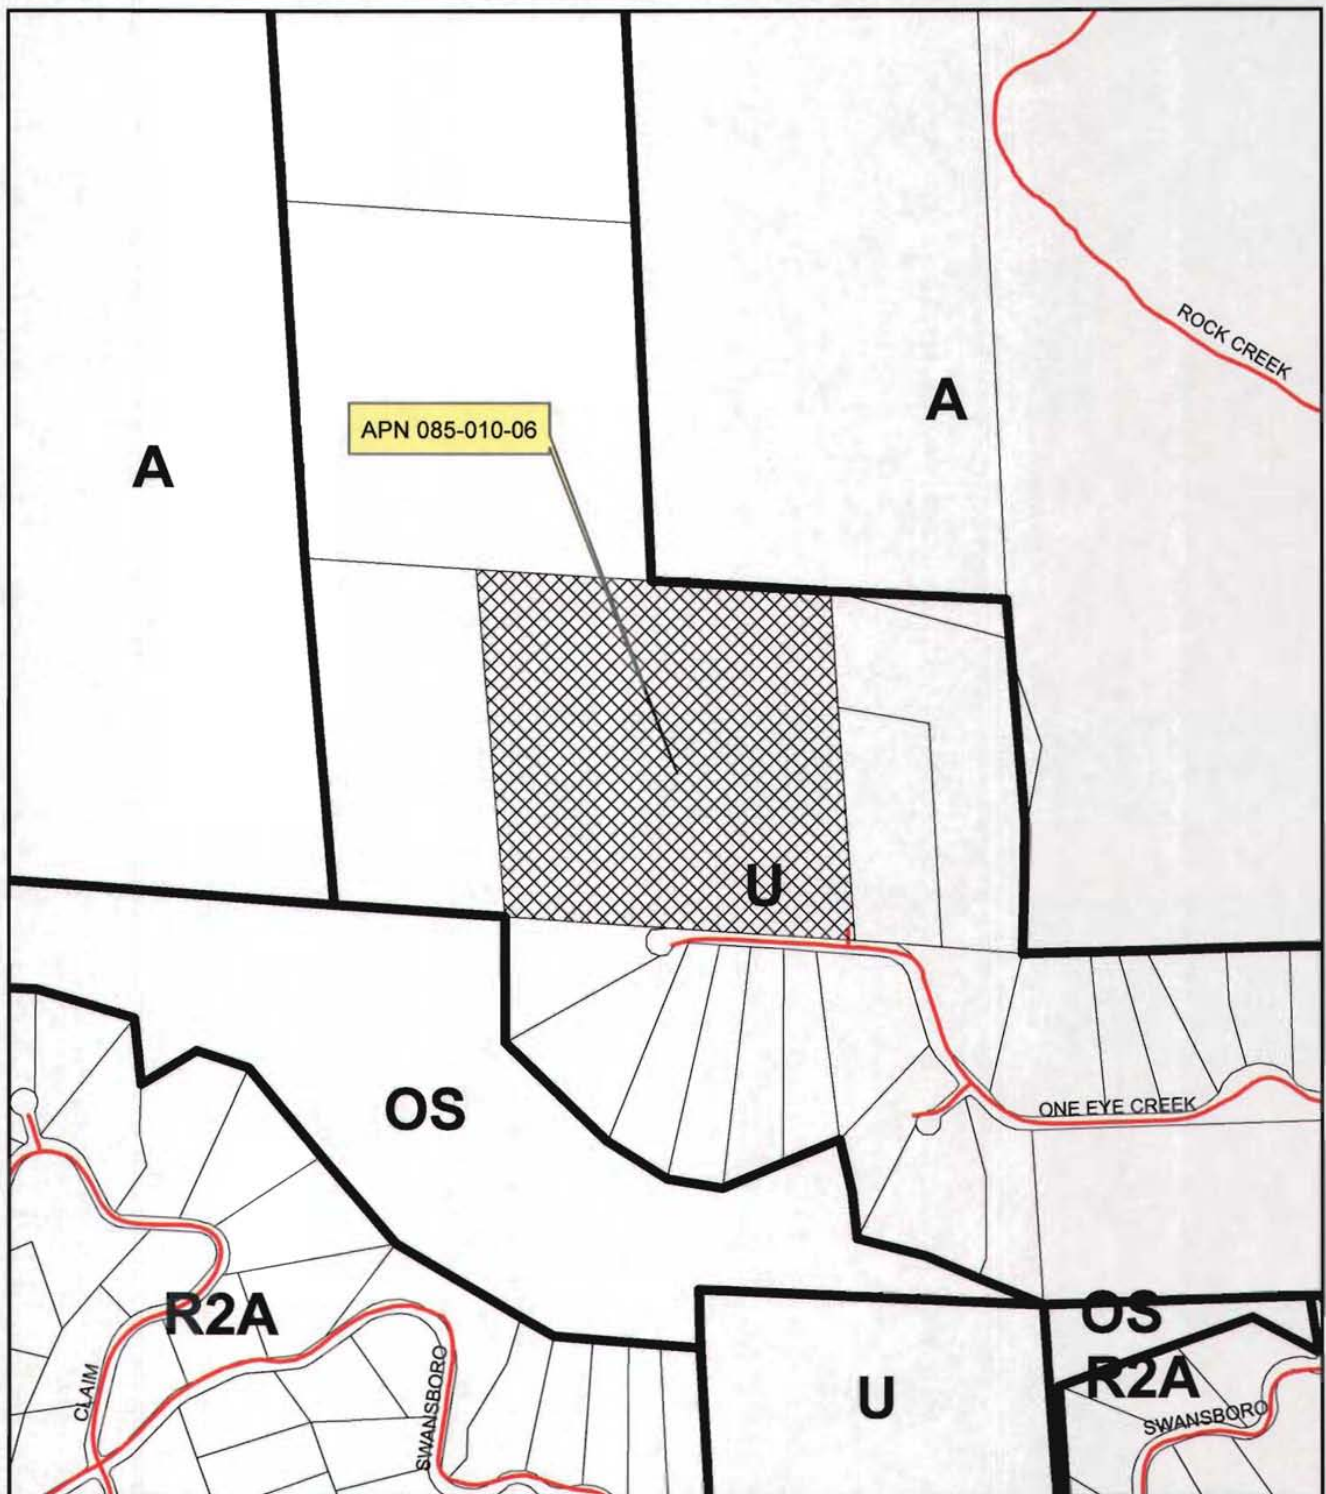 ROCK CREEK
A
APN 085-010-06
A
U
OS
ONE EYE CREEK
R2A
OS
R2A
CLAIM
SWANSBORO
U
SWANSBORO